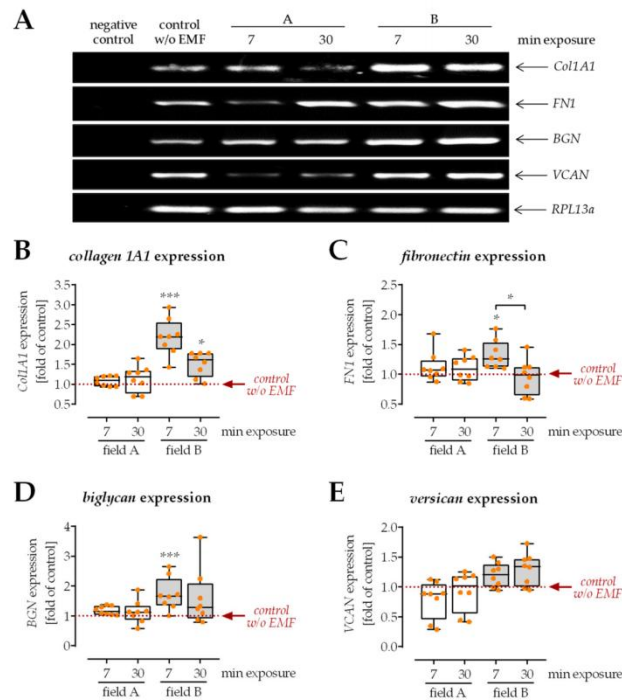 A
negative control
control w/o EMF
A
B
7 30 7 30 min exposure
Col1A1
FN1
BGN
VCAN
RPL13a
B
collagen 1A1 expression
Col1A1 expression
[fold of control]
3.5
3.0
2.5
2.0
1.5
1.0
0.5
***
*
control
w/o EMF
7 30 7 30 min exposure
field A field B
C
fibronectin expression
FN1 expression
[fold of control]
2.0
1.5
1.0
0.5
*
*
control
w/o EMF
7 30 7 30 min exposure
field A field B
D
biglycan expression
BGN expression
[fold of control]
4
3
2
1
0
***
control
w/o EMF
7 30 7 30 min exposure
field A field B
E
versican expression
VCAN expression
[fold of control]
2.0
1.5
1.0
0.5
0.0
control
w/o EMF
7 30 7 30 min exposure
field A field B